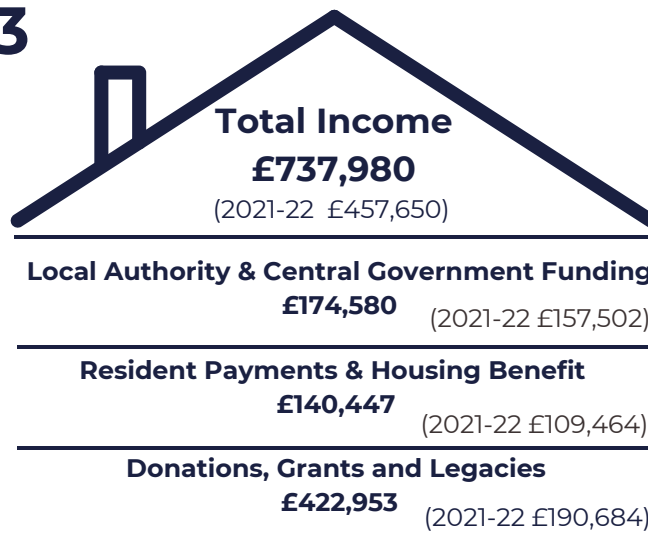 3
Total Income
£737,980
(2021-22 £457,650)
Local Authority & Central Government Funding
£174,580
(2021-22 £157,502)
Resident Payments & Housing Benefit
£140,447
(2021-22 £109,464)
Donations, Grants and Legacies
£422,953
(2021-22 £190,684)